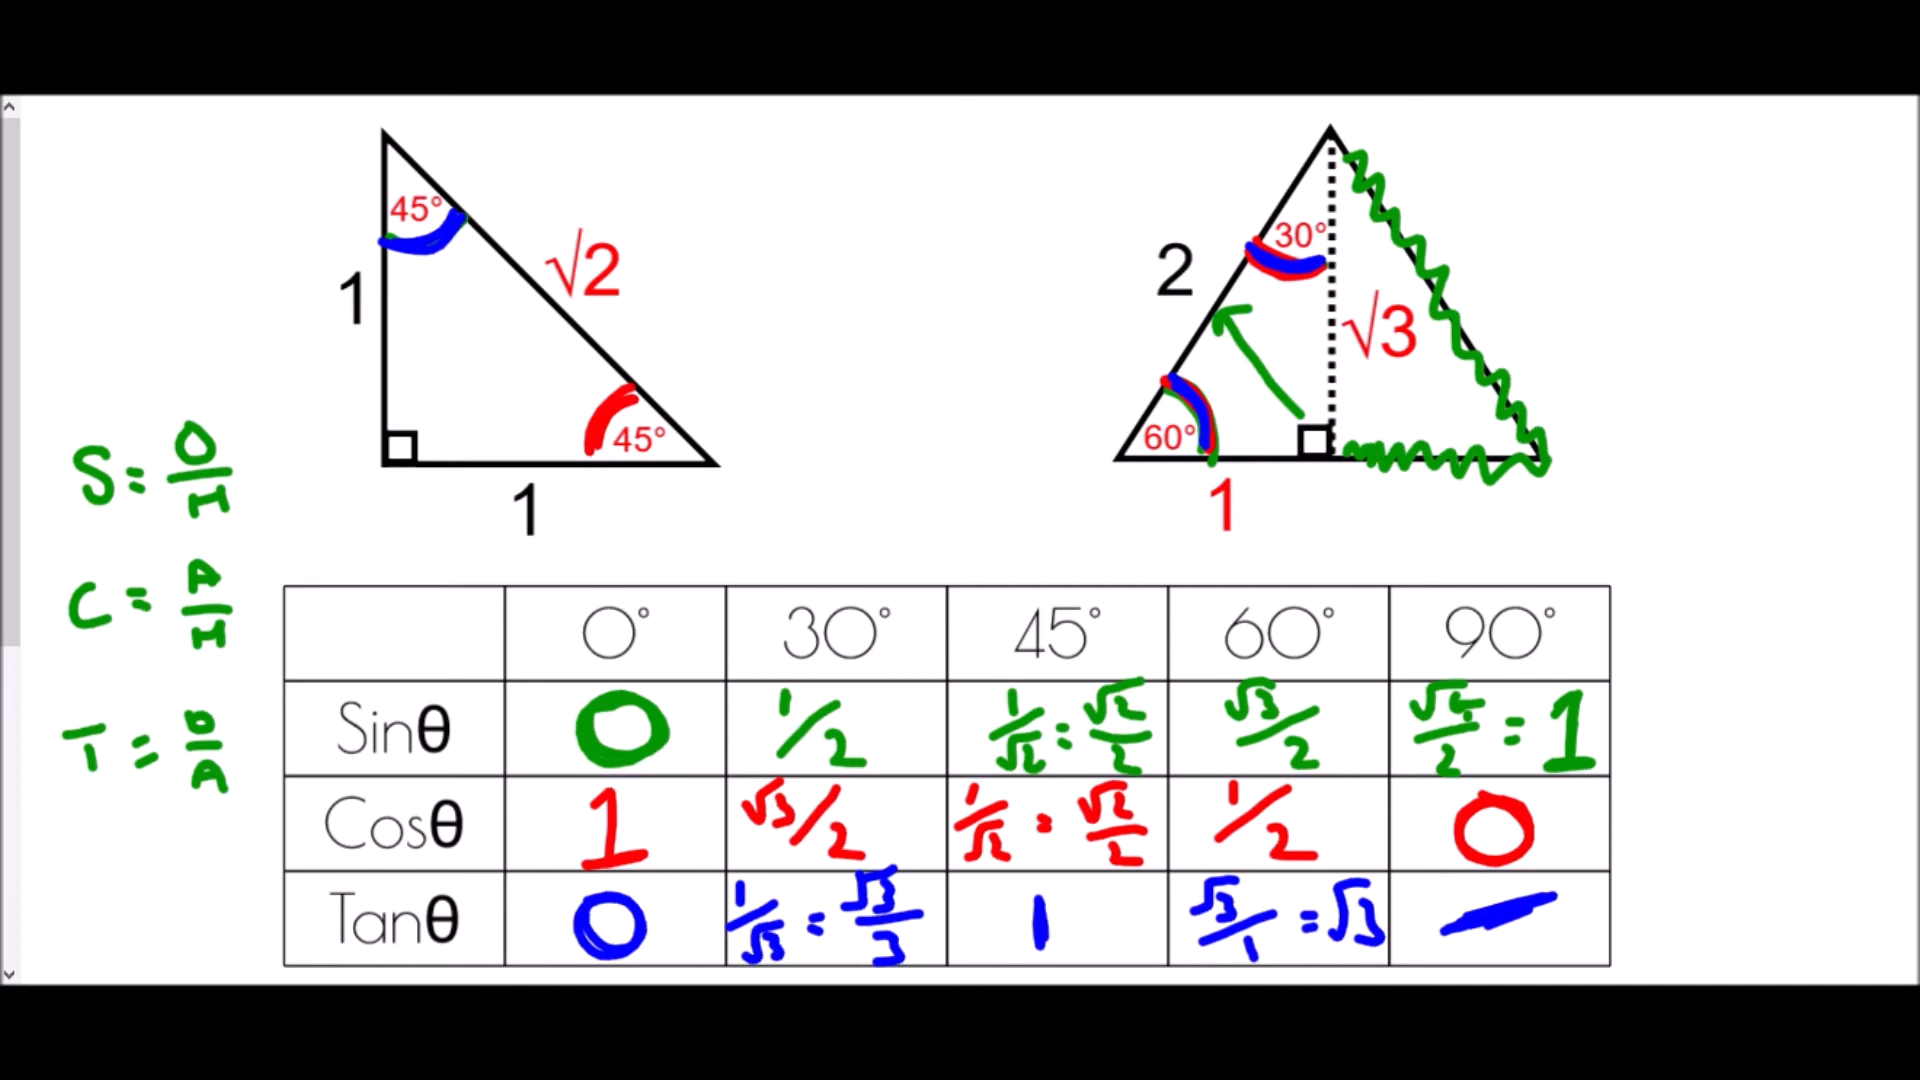 45°
1
√2
45°
1
30°
2
√3
60°
1
S = O/I
C = A/I
T = O/A
0° 30° 45° 60° 90°
Sinθ 0 1/2 1/√2 = √2/2 √3/2 √4/2 = 1
Cosθ 1 √3/2 1/√2 = √2/2 1/2 0
Tanθ 0 1/√3 = √3/3 1 √3/1 = √3 —